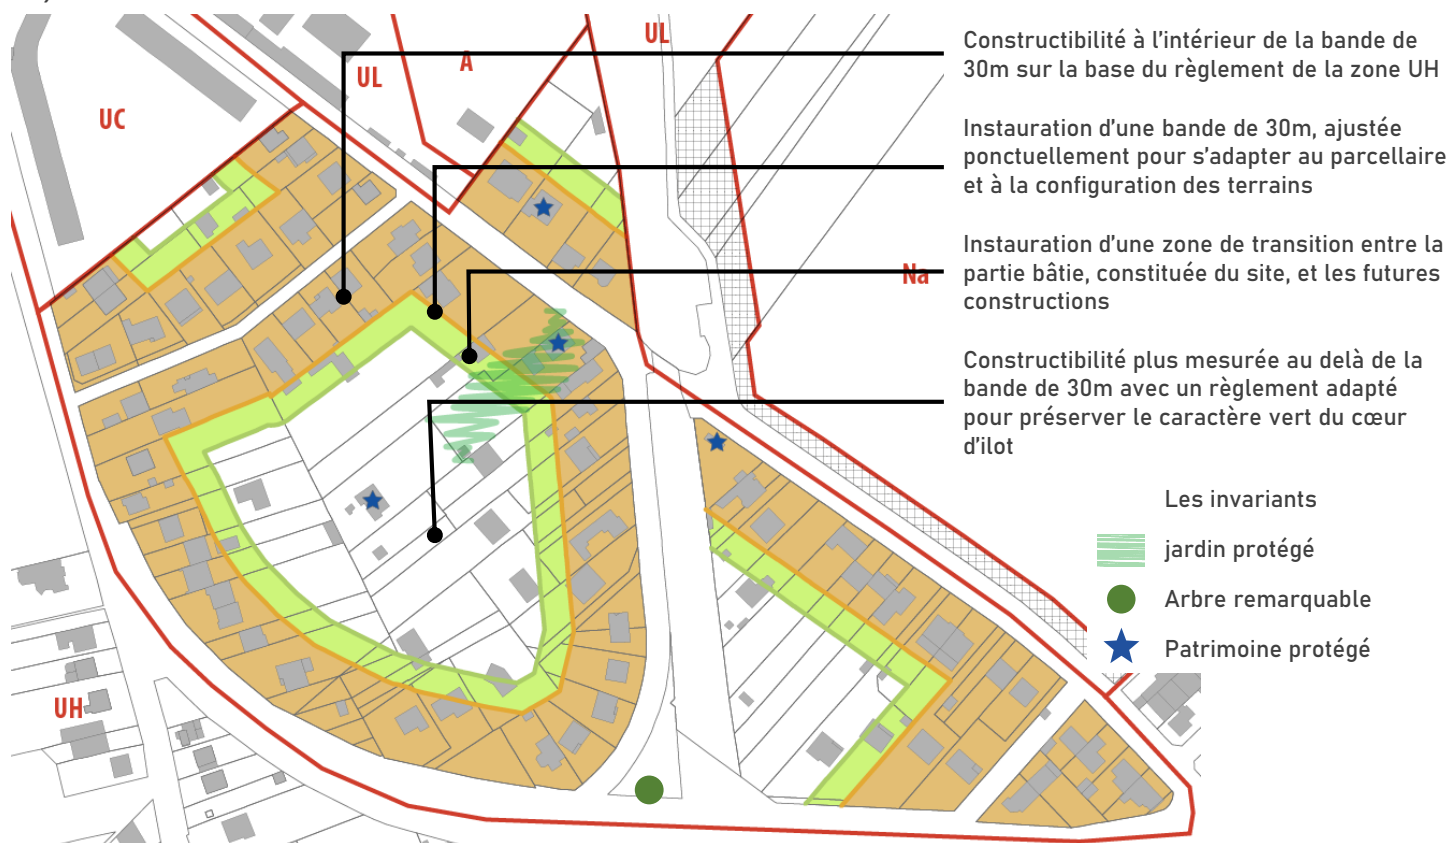 UL
A
UL
UC
Na
UH
Constructibilité à l'intérieur de la bande de
30m sur la base du règlement de la zone UH
Instauration d'une bande de 30m, ajustée
ponctuellement pour s'adapter au parcellaire
et à la configuration des terrains
Instauration d'une zone de transition entre la
partie bâtie, constituée du site, et les futures
constructions
Constructibilité plus mesurée au delà de la
bande de 30m avec un règlement adapté
pour préserver le caractère vert du cœur
d'ilot
Les invariants
jardin protégé
Arbre remarquable
Patrimoine protégé